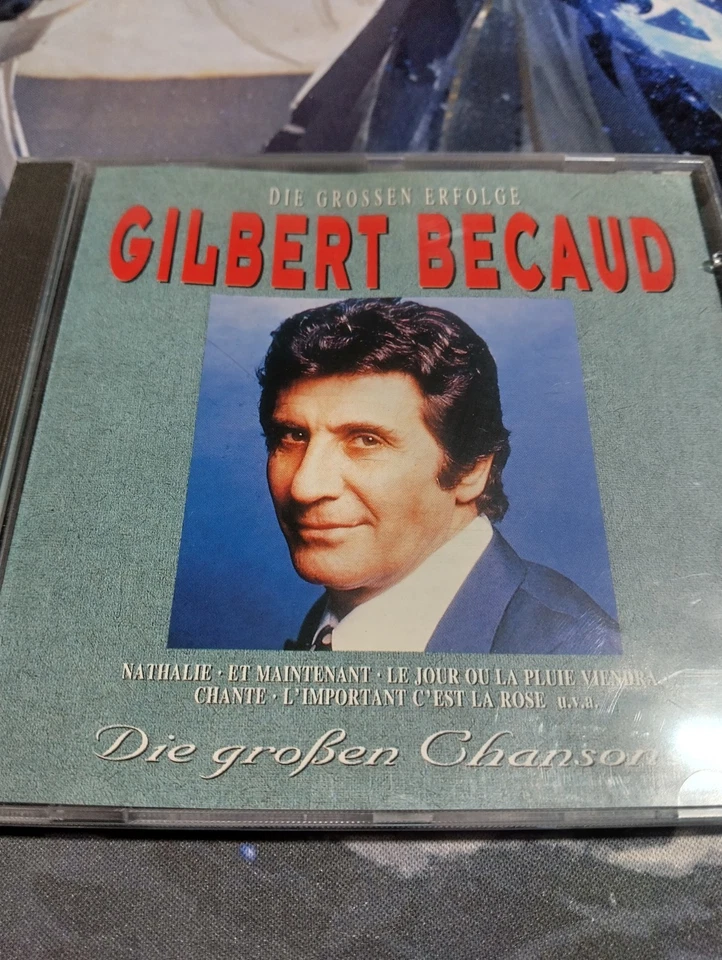 DIE GROSSEN ERFOLGE
GILBERT BECAUD
NATHALIE · ET MAINTENANT · LE JOUR OU LA PLUIE VIENDRA
CHANTE · L'IMPORTANT C'EST LA ROSE u.v.a.
Die großen Chansons